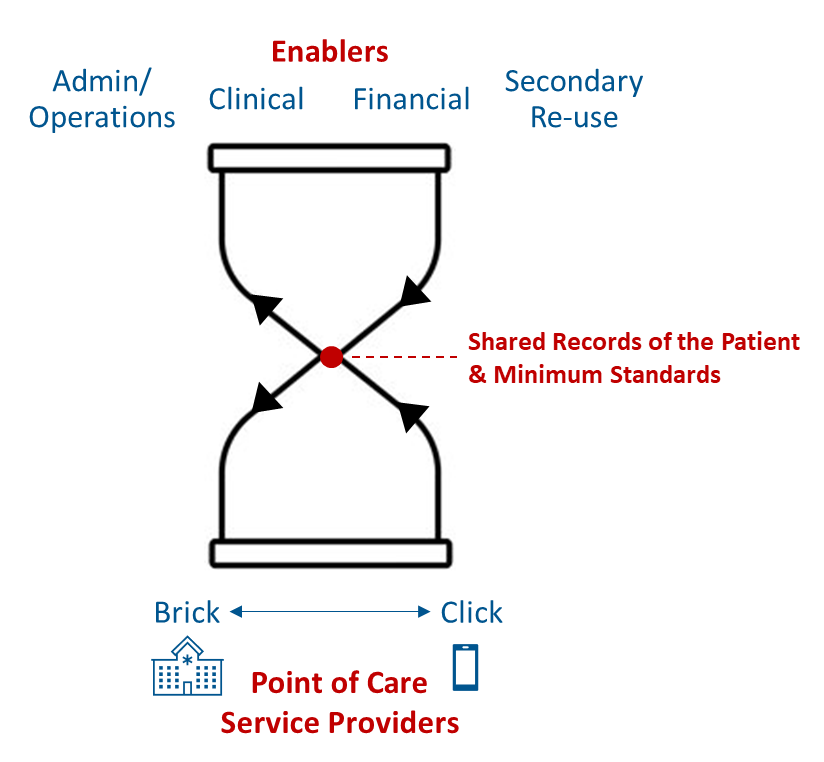 Enablers
Admin/
Operations
Clinical
Financial
Secondary
Re-use
Shared Records of the Patient
& Minimum Standards
Brick
Click
Point of Care
Service Providers